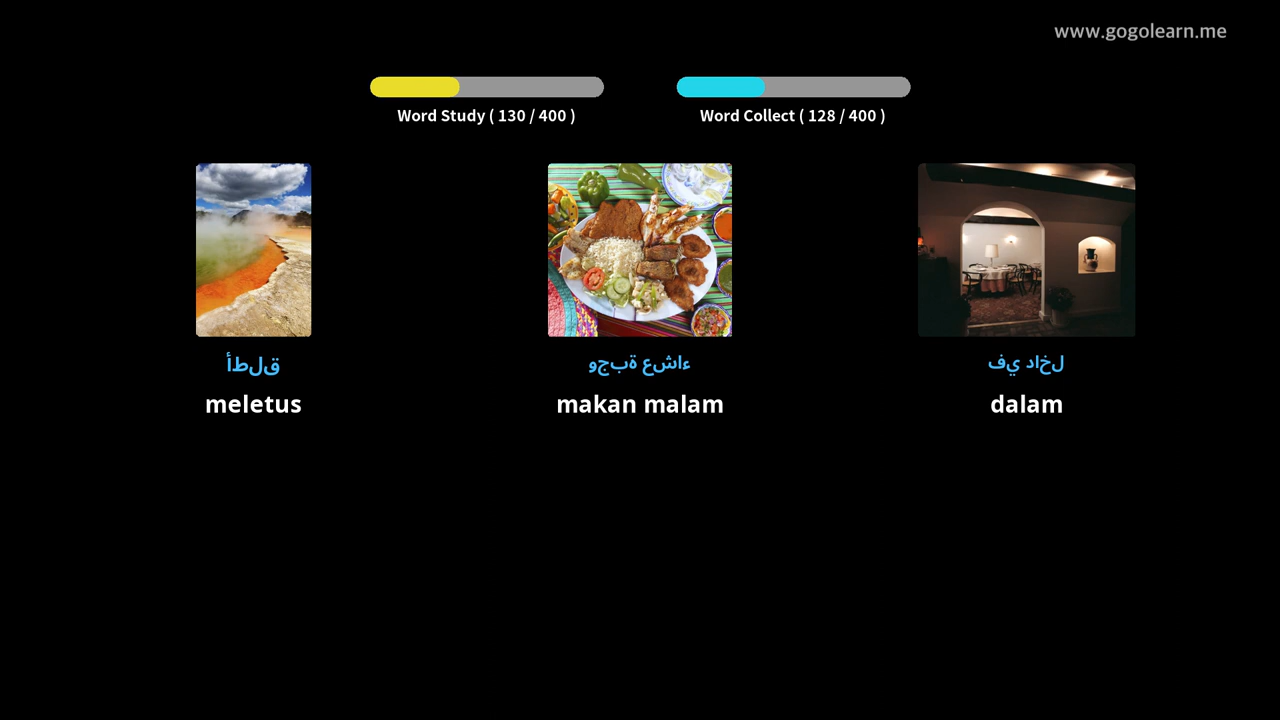 www.gogolearn.me
Word Study ( 130 / 400 )
Word Collect ( 128 / 400 )
قلطأ
meletus
ءاشع ةبجو
makan malam
لخاد يف
dalam